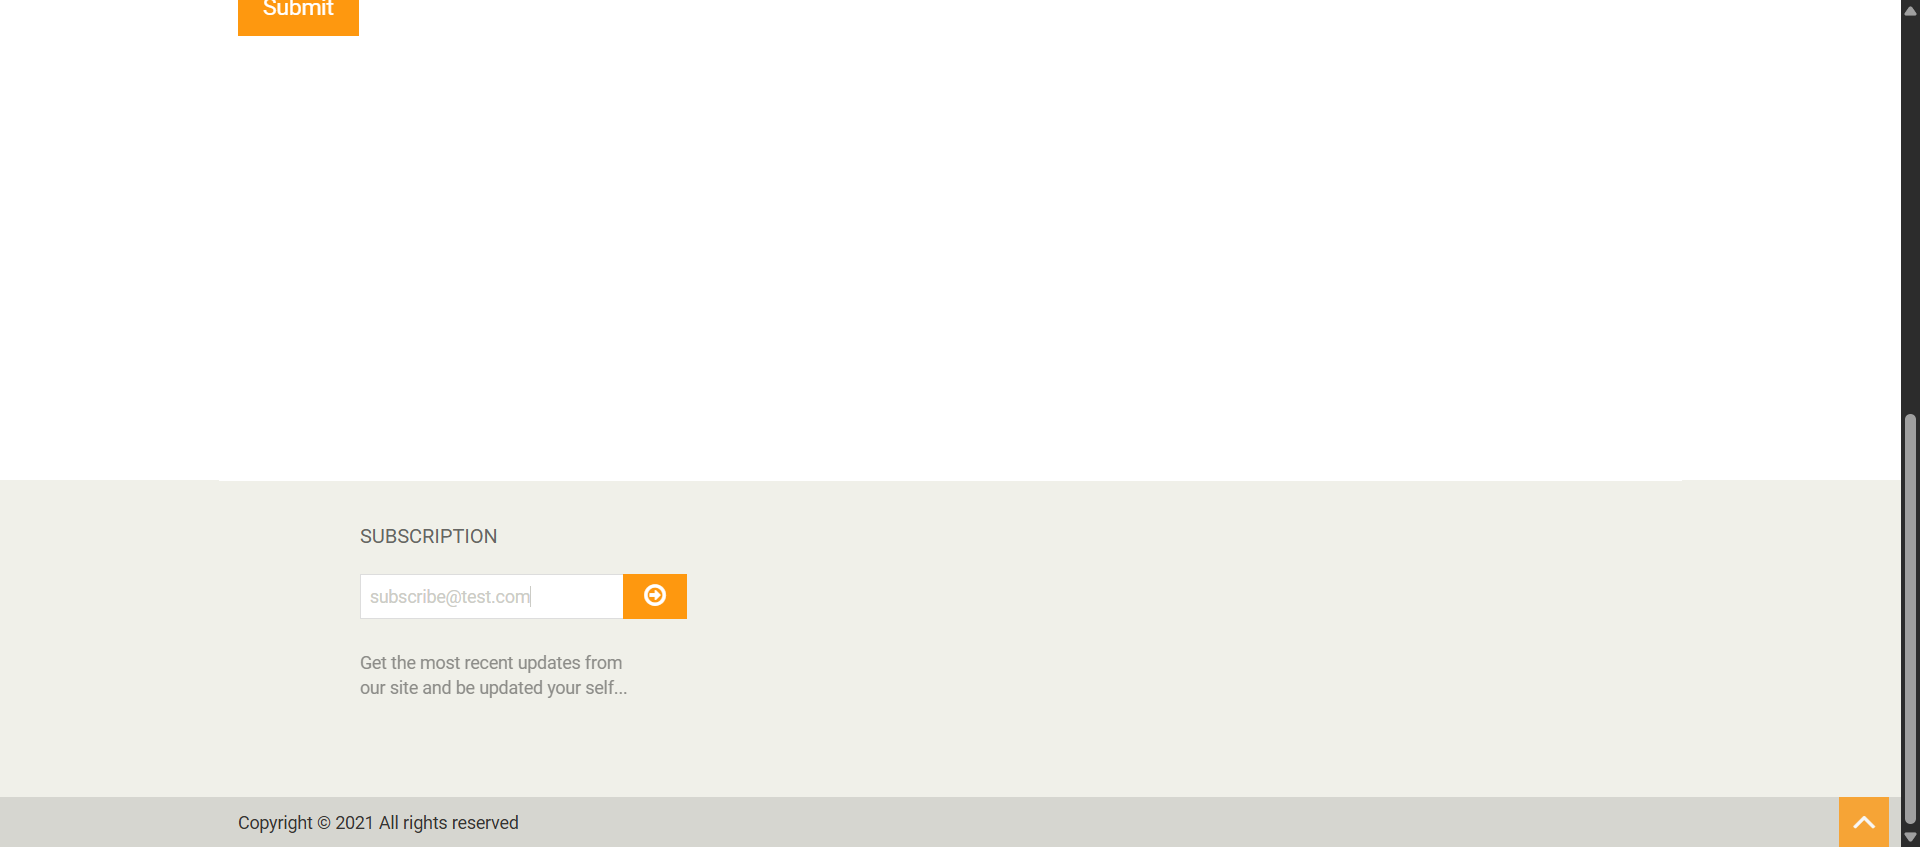 Submit
SUBSCRIPTION
subscribe@test.com
Get the most recent updates from
our site and be updated your self...
Copyright © 2021 All rights reserved